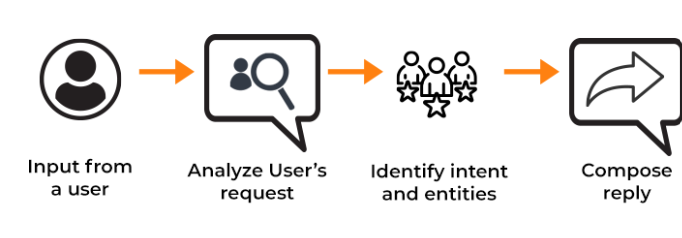 Input from
a user
Analyze User's
request
Identify intent
and entities
Compose
reply